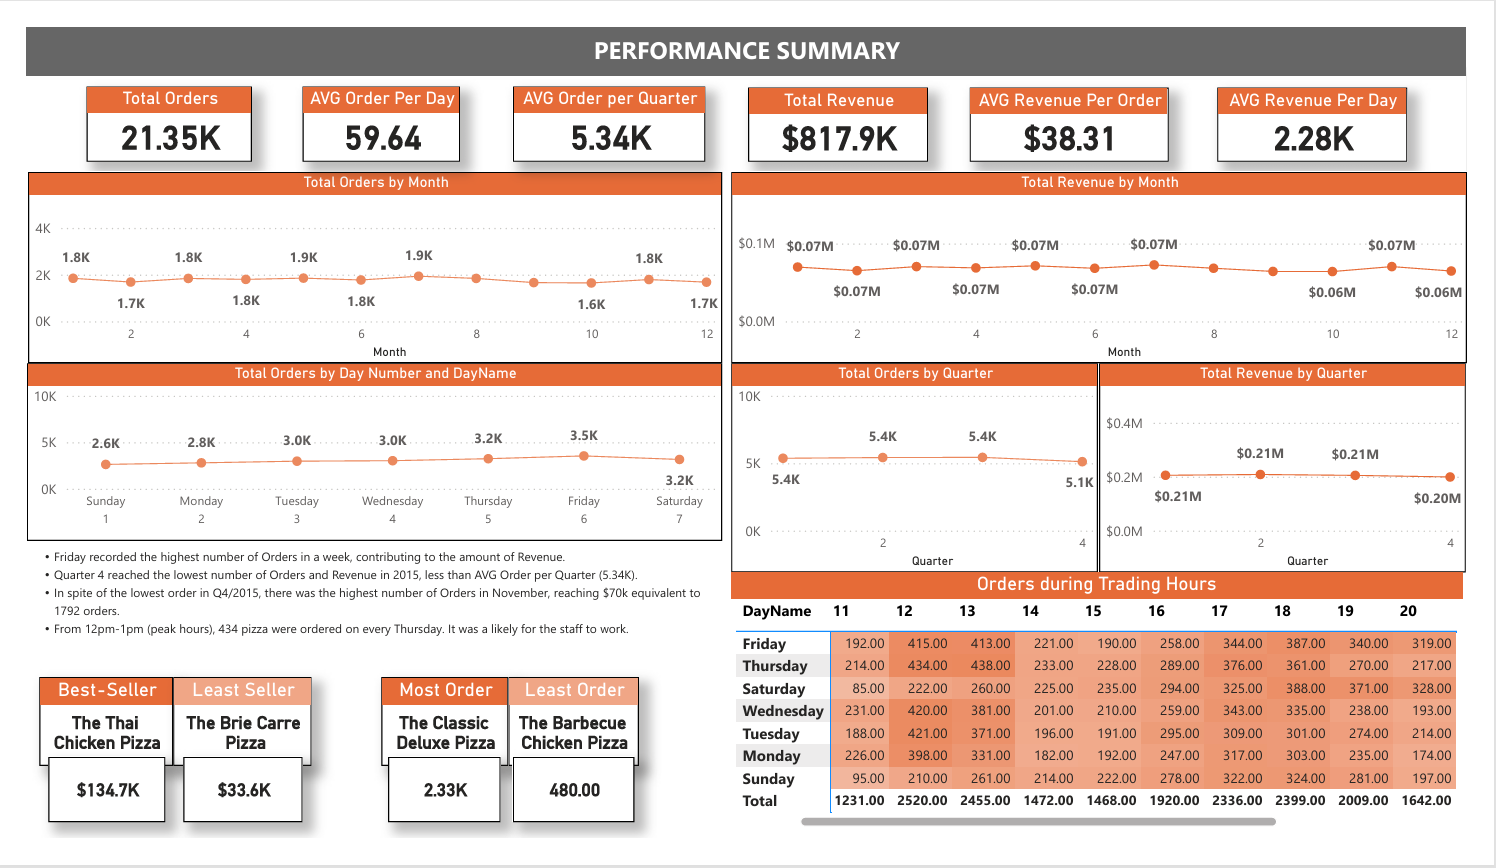 PERFORMANCE SUMMARY
Total Orders
21.35K
AVG Order Per Day
59.64
AVG Order per Quarter
5.34K
Total Revenue
$817.9K
AVG Revenue Per Order
$38.31
AVG Revenue Per Day
2.28K
Total Orders by Month
4K
2K
0K
1.8K
1.7K
1.8K
1.8K
1.9K
1.8K
1.9K
1.6K
1.8K
1.7K
2 4 6 8 10 12
Month
Total Revenue by Month
$0.1M
$0.0M
$0.07M
$0.07M
$0.07M
$0.07M
$0.07M
$0.07M
$0.07M
$0.06M
$0.07M
$0.06M
2 4 6 8 10 12
Month
Total Orders by Day Number and DayName
10K
5K
0K
2.6K 2.8K 3.0K 3.0K 3.2K 3.5K 3.2K
Sunday Monday Tuesday Wednesday Thursday Friday Saturday
1 2 3 4 5 6 7
Total Orders by Quarter
10K
5K
0K
5.4K 5.4K 5.4K 5.1K
2 4
Quarter
Total Revenue by Quarter
$0.4M
$0.2M
$0.0M
$0.21M $0.21M $0.21M $0.20M
2 4
Quarter
• Friday recorded the highest number of Orders in a week, contributing to the amount of Revenue.
• Quarter 4 reached the lowest number of Orders and Revenue in 2015, less than AVG Order per Quarter (5.34K).
• In spite of the lowest order in Q4/2015, there was the highest number of Orders in November, reaching $70k equivalent to
1792 orders.
• From 12pm-1pm (peak hours), 434 pizza were ordered on every Thursday. It was a likely for the staff to work.
Best-Seller
The Thai
Chicken Pizza
$134.7K
Least Seller
The Brie Carre
Pizza
$33.6K
Most Order
The Classic
Deluxe Pizza
2.33K
Least Order
The Barbecue
Chicken Pizza
480.00
Orders during Trading Hours
DayName 11 12 13 14 15 16 17 18 19 20
Friday 192.00 415.00 413.00 221.00 190.00 258.00 344.00 387.00 340.00 319.00
Thursday 214.00 434.00 438.00 233.00 228.00 289.00 376.00 361.00 270.00 217.00
Saturday 85.00 222.00 260.00 225.00 235.00 294.00 325.00 388.00 371.00 328.00
Wednesday 231.00 420.00 381.00 201.00 210.00 259.00 343.00 335.00 238.00 193.00
Tuesday 188.00 421.00 371.00 196.00 191.00 295.00 309.00 301.00 274.00 214.00
Monday 226.00 398.00 331.00 182.00 192.00 247.00 317.00 303.00 235.00 174.00
Sunday 95.00 210.00 261.00 214.00 222.00 278.00 322.00 324.00 281.00 197.00
Total 1231.00 2520.00 2455.00 1472.00 1468.00 1920.00 2336.00 2399.00 2009.00 1642.00